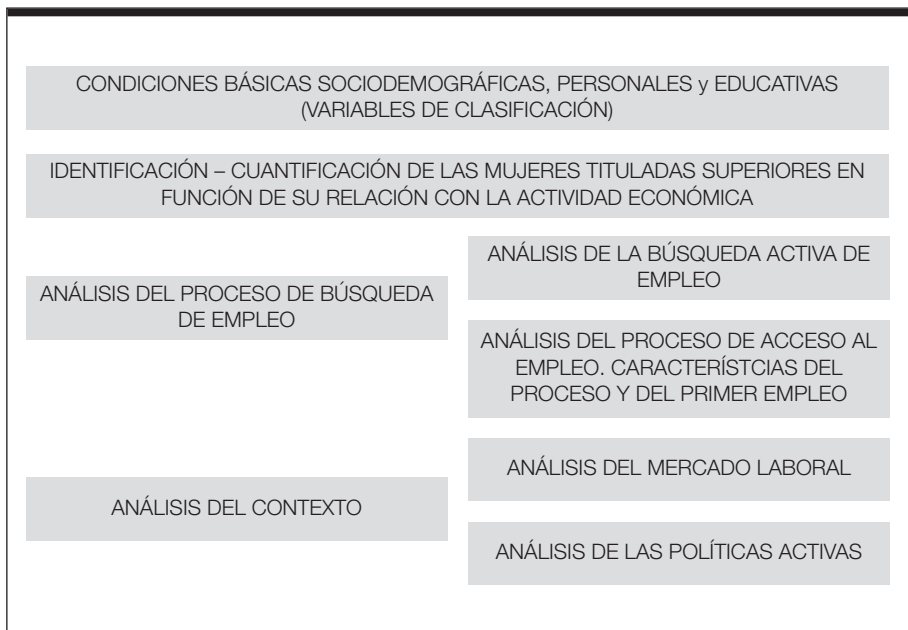 CONDICIONES BÁSICAS SOCIODEMOGRÁFICAS, PERSONALES y EDUCATIVAS
(VARIABLES DE CLASIFICACIÓN)
IDENTIFICACIÓN – CUANTIFICACIÓN DE LAS MUJERES TITULADAS SUPERIORES EN
FUNCIÓN DE SU RELACIÓN CON LA ACTIVIDAD ECONÓMICA
ANÁLISIS DEL PROCESO DE BÚSQUEDA
DE EMPLEO
ANÁLISIS DE LA BÚSQUEDA ACTIVA DE
EMPLEO
ANÁLISIS DEL PROCESO DE ACCESO AL
EMPLEO. CARACTERÍSTCIAS DEL
PROCESO Y DEL PRIMER EMPLEO
ANÁLISIS DEL CONTEXTO
ANÁLISIS DEL MERCADO LABORAL
ANÁLISIS DE LAS POLÍTICAS ACTIVAS